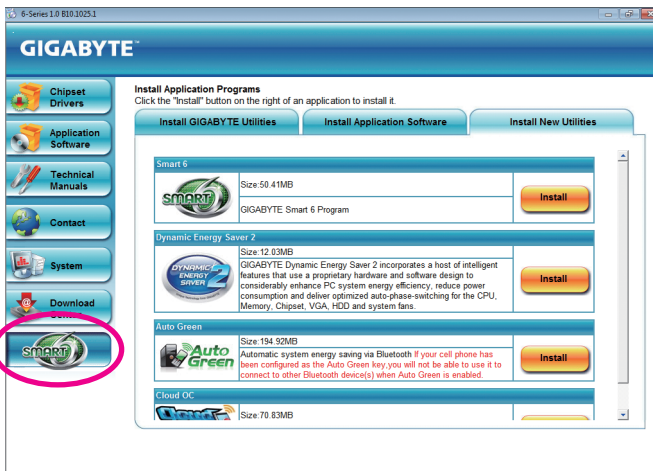 6-Series 1.0 B10.1025.1
GIGABYTE™
Chipset
Drivers
Application
Software
Technical
Manuals
Contact
System
Download
SMART6
Install Application Programs
Click the "Install" button on the right of an application to install it.
Install GIGABYTE Utilities
Install Application Software
Install New Utilities
Smart 6
SMART6
Size:50.41MB
GIGABYTE Smart 6 Program
Install
Dynamic Energy Saver 2
DYNAMIC
ENERGY
SAVER 2
Size:12.03MB
GIGABYTE Dynamic Energy Saver 2 incorporates a host of intelligent
features that use a proprietary hardware and software design to
considerably enhance PC system energy efficiency, reduce power
consumption and deliver optimized auto-phase-switching for the CPU,
Memory, Chipset, VGA, HDD and system fans.
Install
Auto Green
Auto
Green
Size:194.92MB
Automatic system energy saving via Bluetooth If your cell phone has
been configured as the Auto Green key,you will not be able to use it to
connect to other Bluetooth device(s) when Auto Green is enabled.
Install
Cloud OC
Size:70.83MB